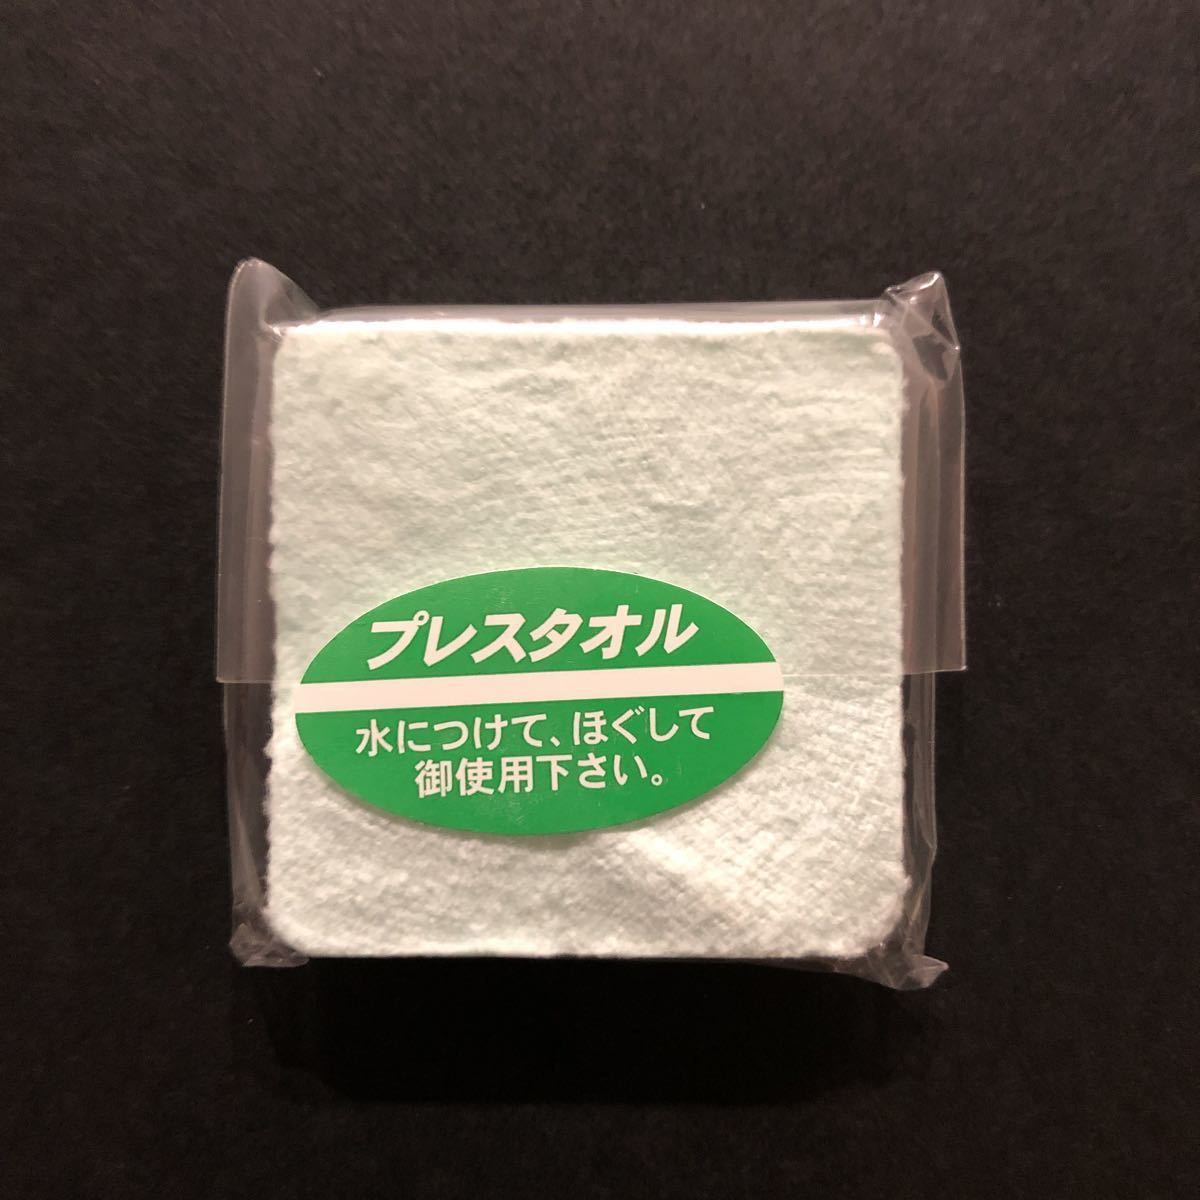 プレスタオル
水につけて、ほぐして
御使用下さい。